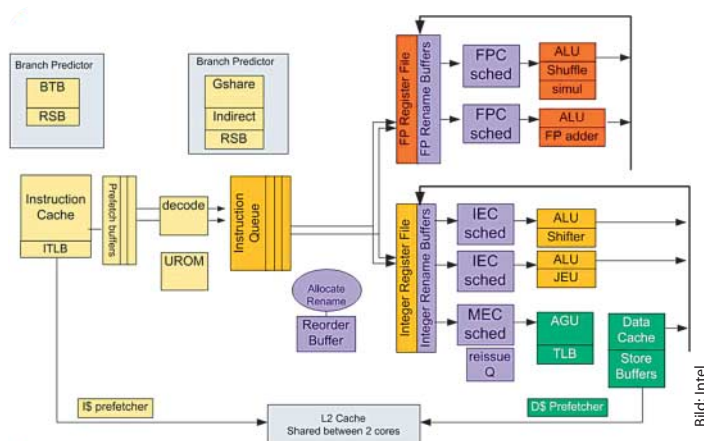 Branch Predictor
BTB
RSB
Branch Predictor
Gshare
Indirect
RSB
Instruction
Cache
ITLB
Prefetch buffers
decode
UROM
Instruction
Queue
Allocate
Rename
Reorder
Buffer
FP Register File
FP Rename Buffers
FPC
sched
ALU
Shuffle
simul
FPC
sched
ALU
FP adder
Integer Register File
Integer Rename Buffers
IEC
sched
ALU
Shifter
IEC
sched
ALU
JEU
MEC
sched
reissue
Q
AGU
TLB
Data
Cache
Store
Buffers
I$ prefetcher
L2 Cache
Shared between 2 cores
D$ Prefetcher
Bild: Intel